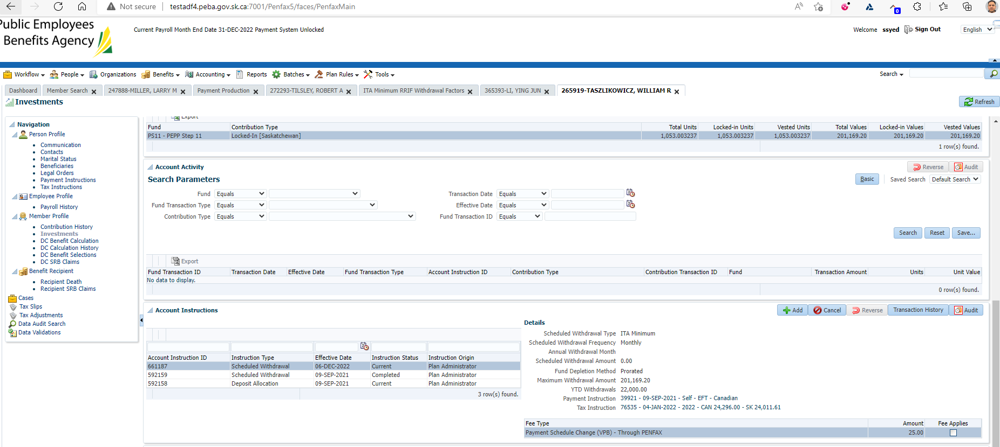 Not secure | testadf4.peba.gov.sk.ca:7001/Penfax5/faces/PenfaxMain
0
Public Employees
Benefits Agency
Current Payroll Month End Date 31-DEC-2022 Payment System Unlocked
Welcome ssyed Sign Out English
Workflow People Organizations Benefits Accounting Reports Batches Plan Rules Tools Search
Dashboard Member Search 247888-MILLER, LARRY M Payment Production 272293-TILSLEY, ROBERT A ITA Minimum RRIF Withdrawal Factors 365393-LI, YING JUN 265919-TASZLIKOWICZ, WILLIAM R
Investments
Refresh
Navigation
Person Profile
Communication
Contacts
Marital Status
Beneficiaries
Legal Orders
Payment Instructions
Tax Instructions
Employee Profile
Payroll History
Member Profile
Contribution History
Investments
DC Benefit Calculation
DC Calculation History
DC Benefit Selections
DC SRB Claims
Benefit Recipient
Recipient Death
Recipient SRB Claims
Cases
Tax Slips
Tax Adjustments
Data Audit Search
Data Validations
Export
Fund Contribution Type Total Units Locked-in Units Vested Units Total Values Locked-in Values Vested Values
PS11 - PEPP Step 11 Locked-In [Saskatchewan] 1,053.003237 1,053.003237 1,053.003237 201,169.20 201,169.20 201,169.20
1 row(s) found.
Account Activity
Reverse Audit
Search Parameters
Basic Saved Search Default Search
Fund Equals Transaction Date Equals
Fund Transaction Type Equals Effective Date Equals
Contribution Type Equals Fund Transaction ID Equals
Search Reset Save...
Export
Fund Transaction ID Transaction Date Effective Date Fund Transaction Type Account Instruction ID Contribution Type Contribution Transaction ID Fund Transaction Amount Units Unit Value
No data to display.
0 row(s) found.
Account Instructions
Add Cancel Reverse Transaction History Audit
Account Instruction ID Instruction Type Effective Date Instruction Status Instruction Origin
661187 Scheduled Withdrawal 06-DEC-2022 Current Plan Administrator
592159 Scheduled Withdrawal 09-SEP-2021 Completed Plan Administrator
592158 Deposit Allocation 09-SEP-2021 Current Plan Administrator
3 row(s) found.
Details
Scheduled Withdrawal Type ITA Minimum
Scheduled Withdrawal Frequency Monthly
Annual Withdrawal Month
Scheduled Withdrawal Amount 0.00
Fund Depletion Method Prorated
Maximum Withdrawal Amount 201,169.20
YTD Withdrawals 22,000.00
Payment Instruction 39921 - 09-SEP-2021 - Self - EFT - Canadian
Tax Instruction 76535 - 04-JAN-2022 - 2022 - CAN 24,296.00 - SK 24,011.61
Fee Type Amount Fee Applies
Payment Schedule Change (VPB) - Through PENFAX 25.00